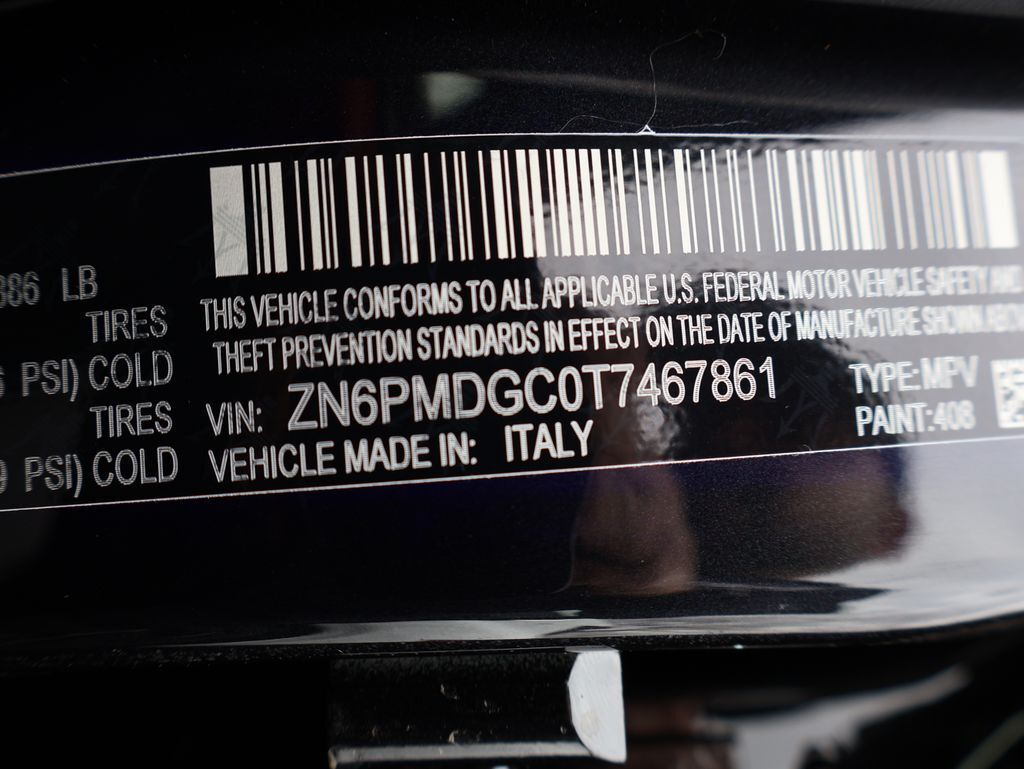 886 LB
TIRES
PSI) COLD
TIRES
PSI) COLD
THIS VEHICLE CONFORMS TO ALL APPLICABLE U.S. FEDERAL MOTOR VEHICLE SAFETY AND
THEFT PREVENTION STANDARDS IN EFFECT ON THE DATE OF MANUFACTURE SHOWN ABOVE
VIN: ZN6PMDGC0T7467861
VEHICLE MADE IN: ITALY
TYPE: MPV
PAINT: 408